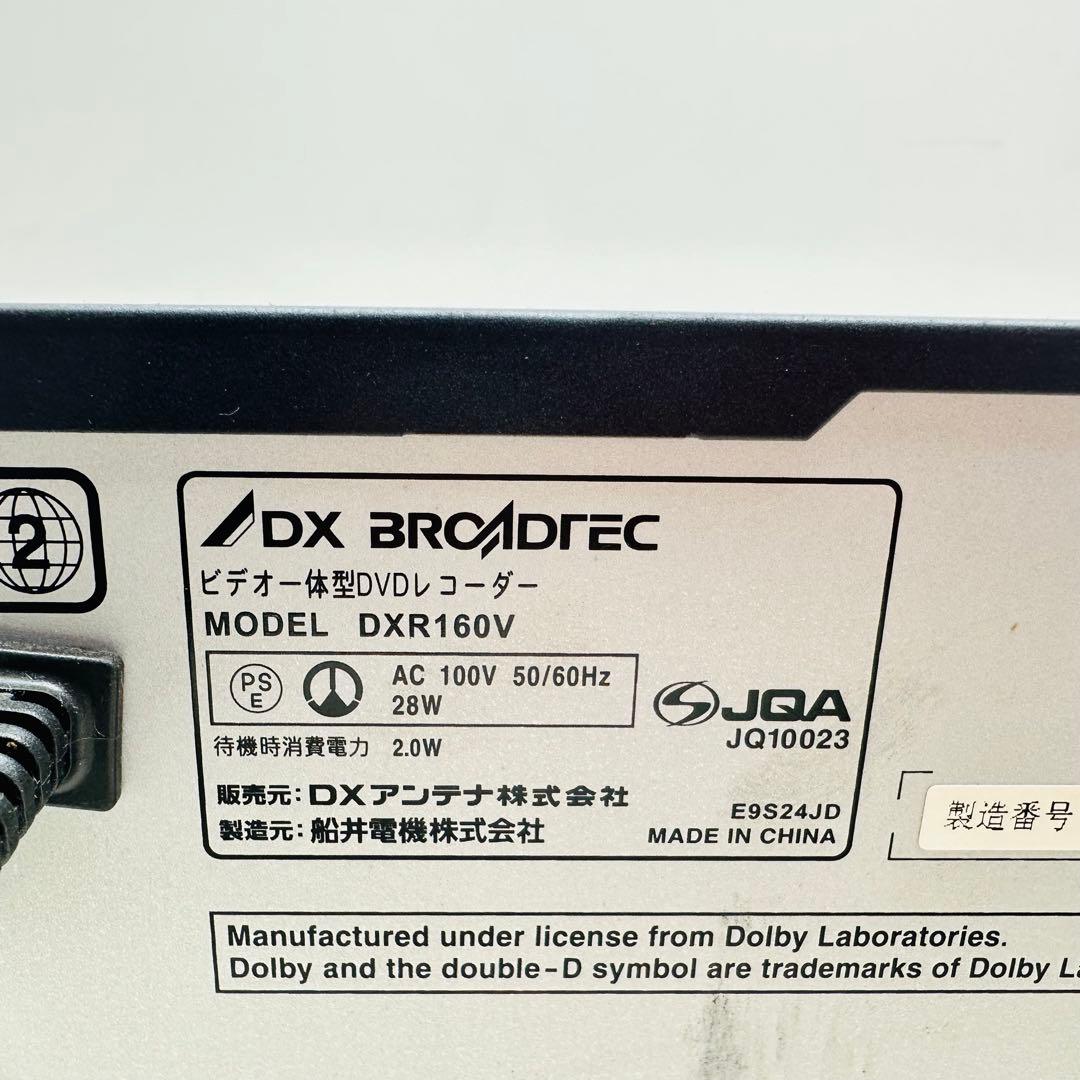 2
DX BROADTEC
ビデオ一体型DVDレコーダー
MODEL DXR160V
PS
E
AC 100V 50/60Hz
28W
JQA
JQ10023
待機時消費電力 2.0W
販売元: DXアンテナ株式会社
製造元: 船井電機株式会社
E9S24JD
MADE IN CHINA
製造番号
Manufactured under license from Dolby Laboratories.
Dolby and the double-D symbol are trademarks of Dolby